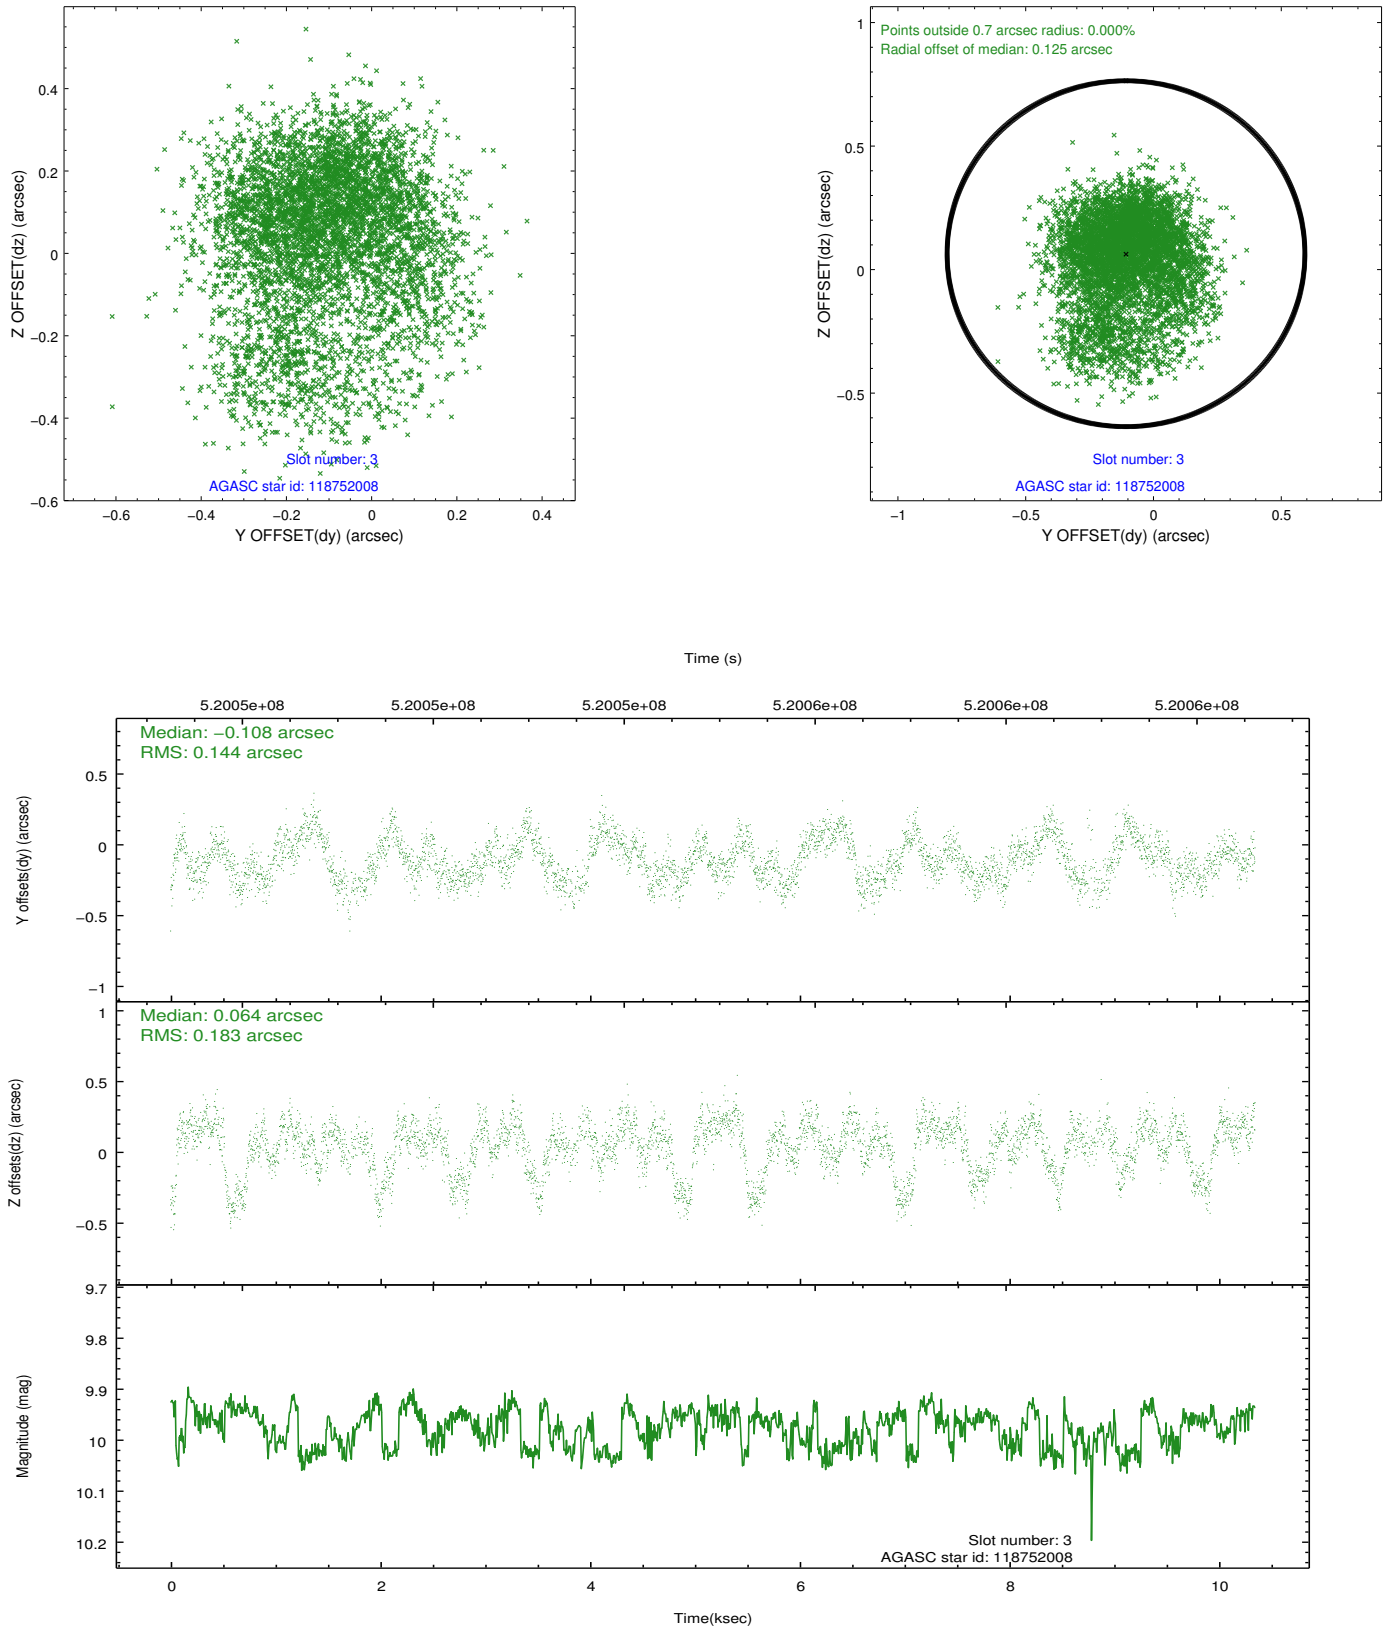 0.4
0.2
0
−0.2
−0.4
−0.6
−0.6
−0.4
−0.2
0
0.2
0.4
Z OFFSET(dz) (arcsec)
Y OFFSET(dy) (arcsec)
Slot number: 3
AGASC star id: 118752008
Points outside 0.7 arcsec radius: 0.000%
Radial offset of median: 0.125 arcsec
1
0.5
0
−0.5
−1
−0.5
0
0.5
Z OFFSET(dz) (arcsec)
Y OFFSET(dy) (arcsec)
Slot number: 3
AGASC star id: 118752008
Time (s)
5.2005e+08
5.2005e+08
5.2005e+08
5.2006e+08
5.2006e+08
5.2006e+08
Median: −0.108 arcsec
RMS: 0.144 arcsec
0.5
0
−0.5
−1
Y offsets(dy) (arcsec)
Median: 0.064 arcsec
RMS: 0.183 arcsec
1
0.5
0
−0.5
Z offsets(dz) (arcsec)
9.7
9.8
9.9
10
10.1
10.2
Magnitude (mag)
Slot number: 3
AGASC star id: 118752008
0
2
4
6
8
10
Time(ksec)